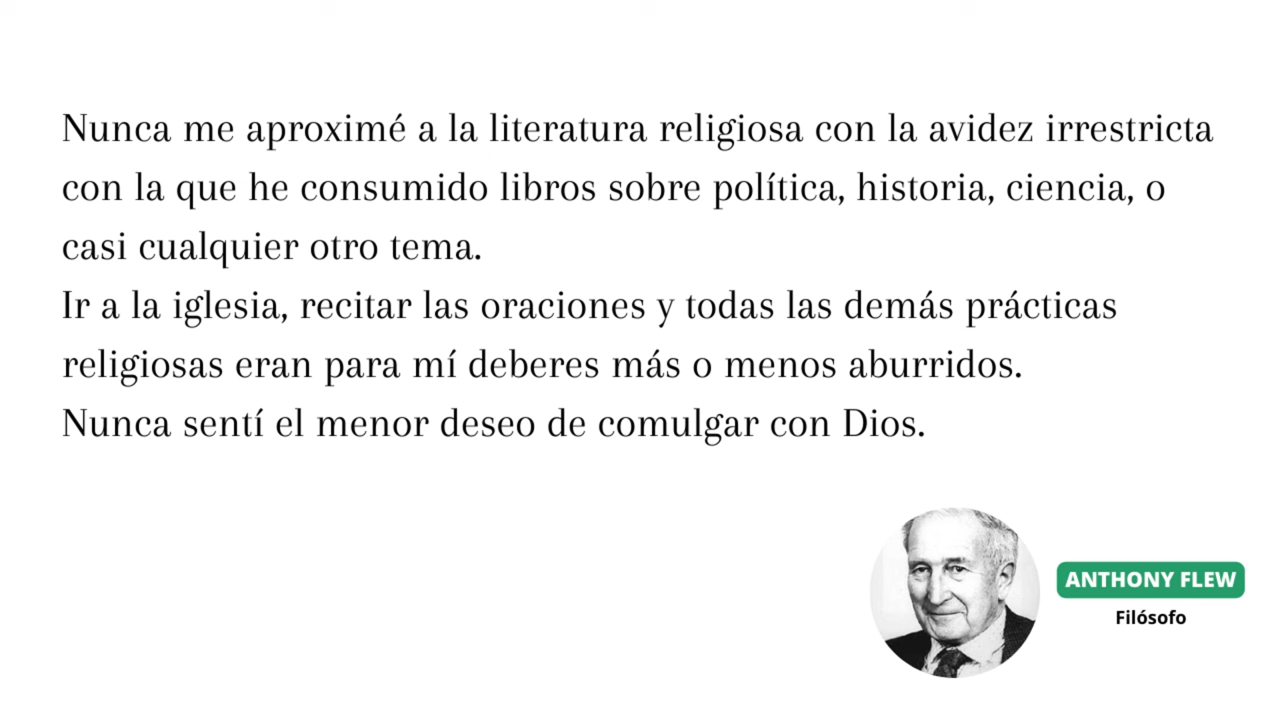 Nunca me aproximé a la literatura religiosa con la avidez irrestricta
con la que he consumido libros sobre política, historia, ciencia, o
casi cualquier otro tema.
Ir a la iglesia, recitar las oraciones y todas las demás prácticas
religiosas eran para mí deberes más o menos aburridos.
Nunca sentí el menor deseo de comulgar con Dios.
ANTHONY FLEW
Filósofo